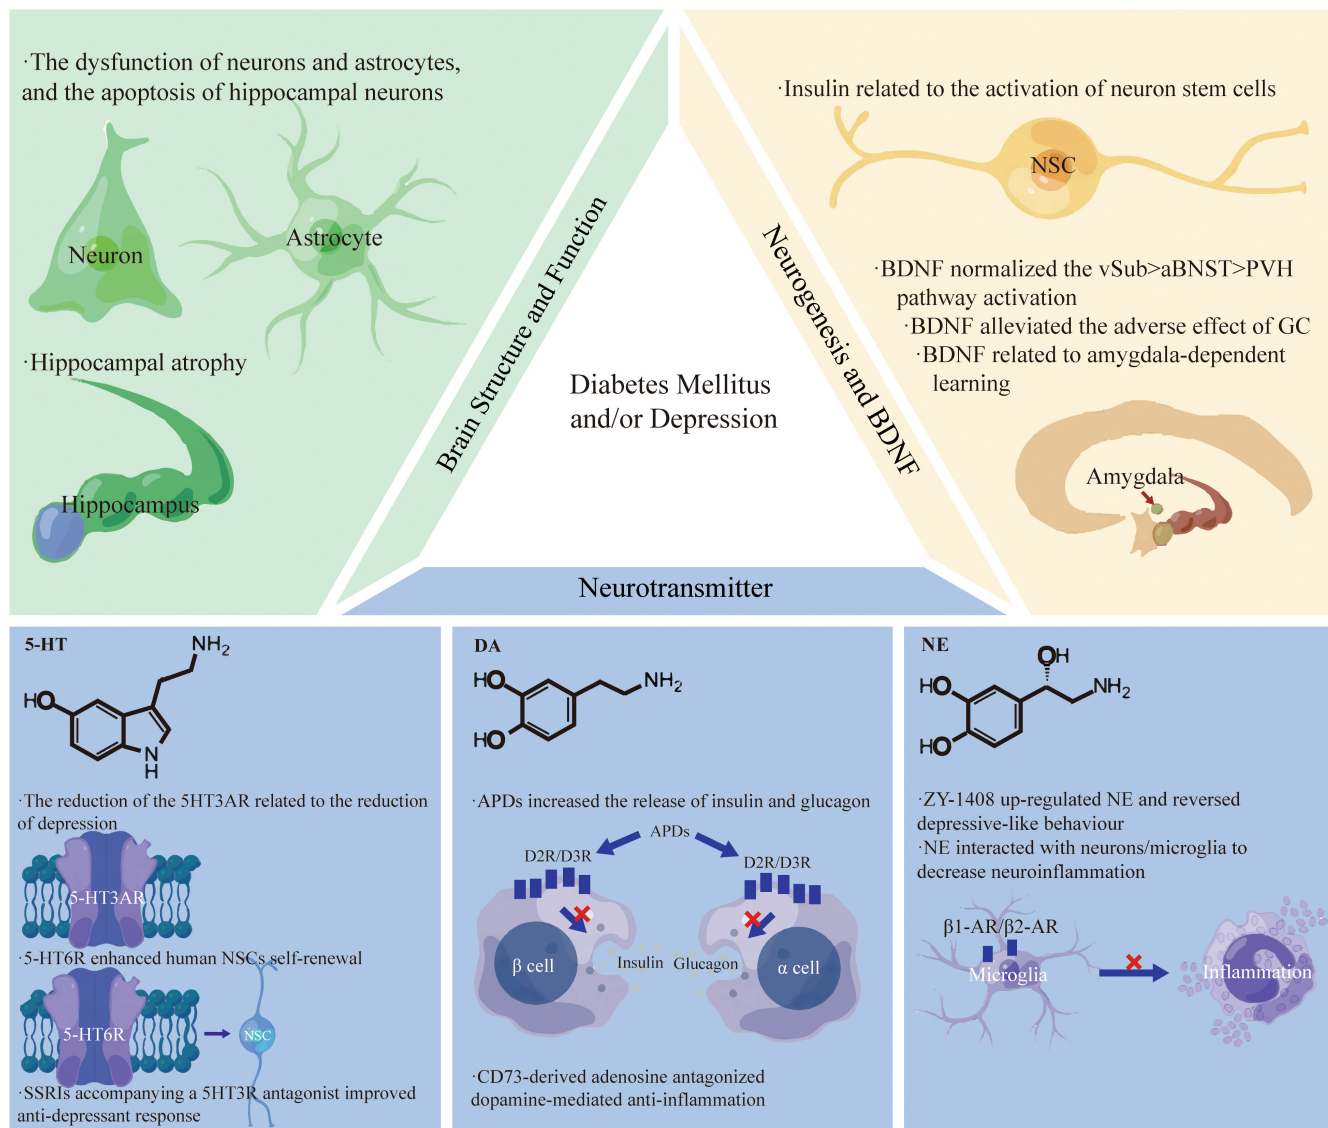 ·The dysfunction of neurons and astrocytes,
and the apoptosis of hippocampal neurons
Neuron
Astrocyte
·Hippocampal atrophy
Hippocampus
Brain Structure and Function
Diabetes Mellitus
and/or Depression
Neurogenesis and BDNF
·Insulin related to the activation of neuron stem cells
NSC
·BDNF normalized the vSub>aBNST>PVH
pathway activation
·BDNF alleviated the adverse effect of GC
·BDNF related to amygdala-dependent
learning
Amygdala
Neurotransmitter
5-HT
NH2
HO
N
H
·The reduction of the 5HT3AR related to the reduction
of depression
5-HT3AR
·5-HT6R enhanced human NSCs self-renewal
5-HT6R
NSC
·SSRIs accompanying a 5HT3R antagonist improved
anti-depressant response
DA
HO
NH2
HO
·APDs increased the release of insulin and glucagon
APDs
D2R/D3R
D2R/D3R
β cell
Insulin
Glucagon
α cell
·CD73-derived adenosine antagonized
dopamine-mediated anti-inflammation
NE
OH
HO
NH2
HO
·ZY-1408 up-regulated NE and reversed
depressive-like behaviour
·NE interacted with neurons/microglia to
decrease neuroinflammation
β1-AR/β2-AR
Microglia
Inflammation